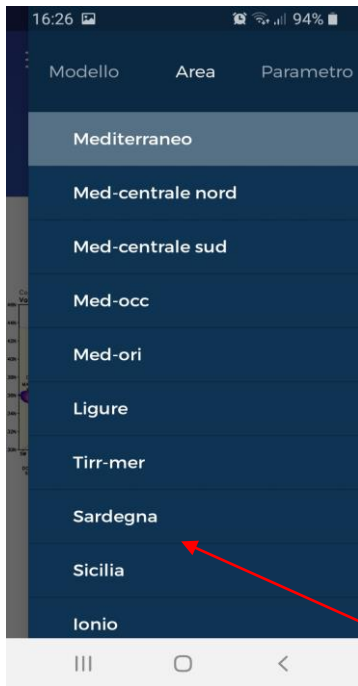 16:26 94%
Modello Area Parametro
Mediterraneo
Med-centrale nord
Med-centrale sud
Med-occ
Med-ori
Ligure
Tirr-mer
Sardegna
Sicilia
Ionio